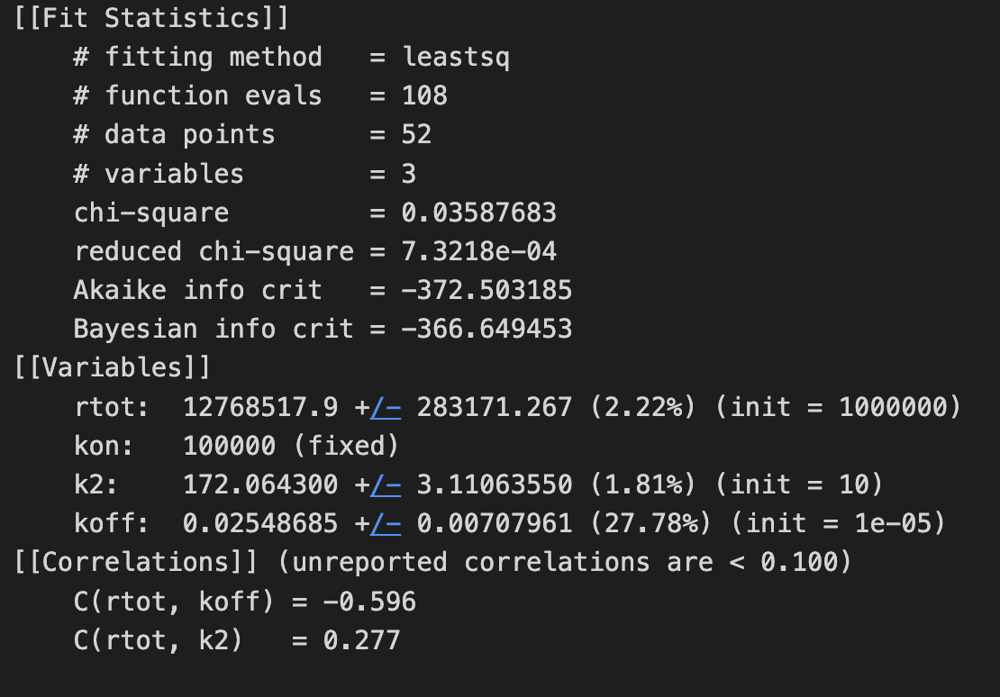 [[Fit Statistics]]
    # fitting method   = leastsq
    # function evals   = 108
    # data points      = 52
    # variables        = 3
    chi-square         = 0.03587683
    reduced chi-square = 7.3218e-04
    Akaike info crit   = -372.503185
    Bayesian info crit = -366.649453
[[Variables]]
    rtot:  12768517.9 +/- 283171.267 (2.22%) (init = 1000000)
    kon:   100000 (fixed)
    k2:    172.064300 +/- 3.11063550 (1.81%) (init = 10)
    koff:  0.02548685 +/- 0.00707961 (27.78%) (init = 1e-05)
[[Correlations]] (unreported correlations are < 0.100)
    C(rtot, koff) = -0.596
    C(rtot, k2)   = 0.277